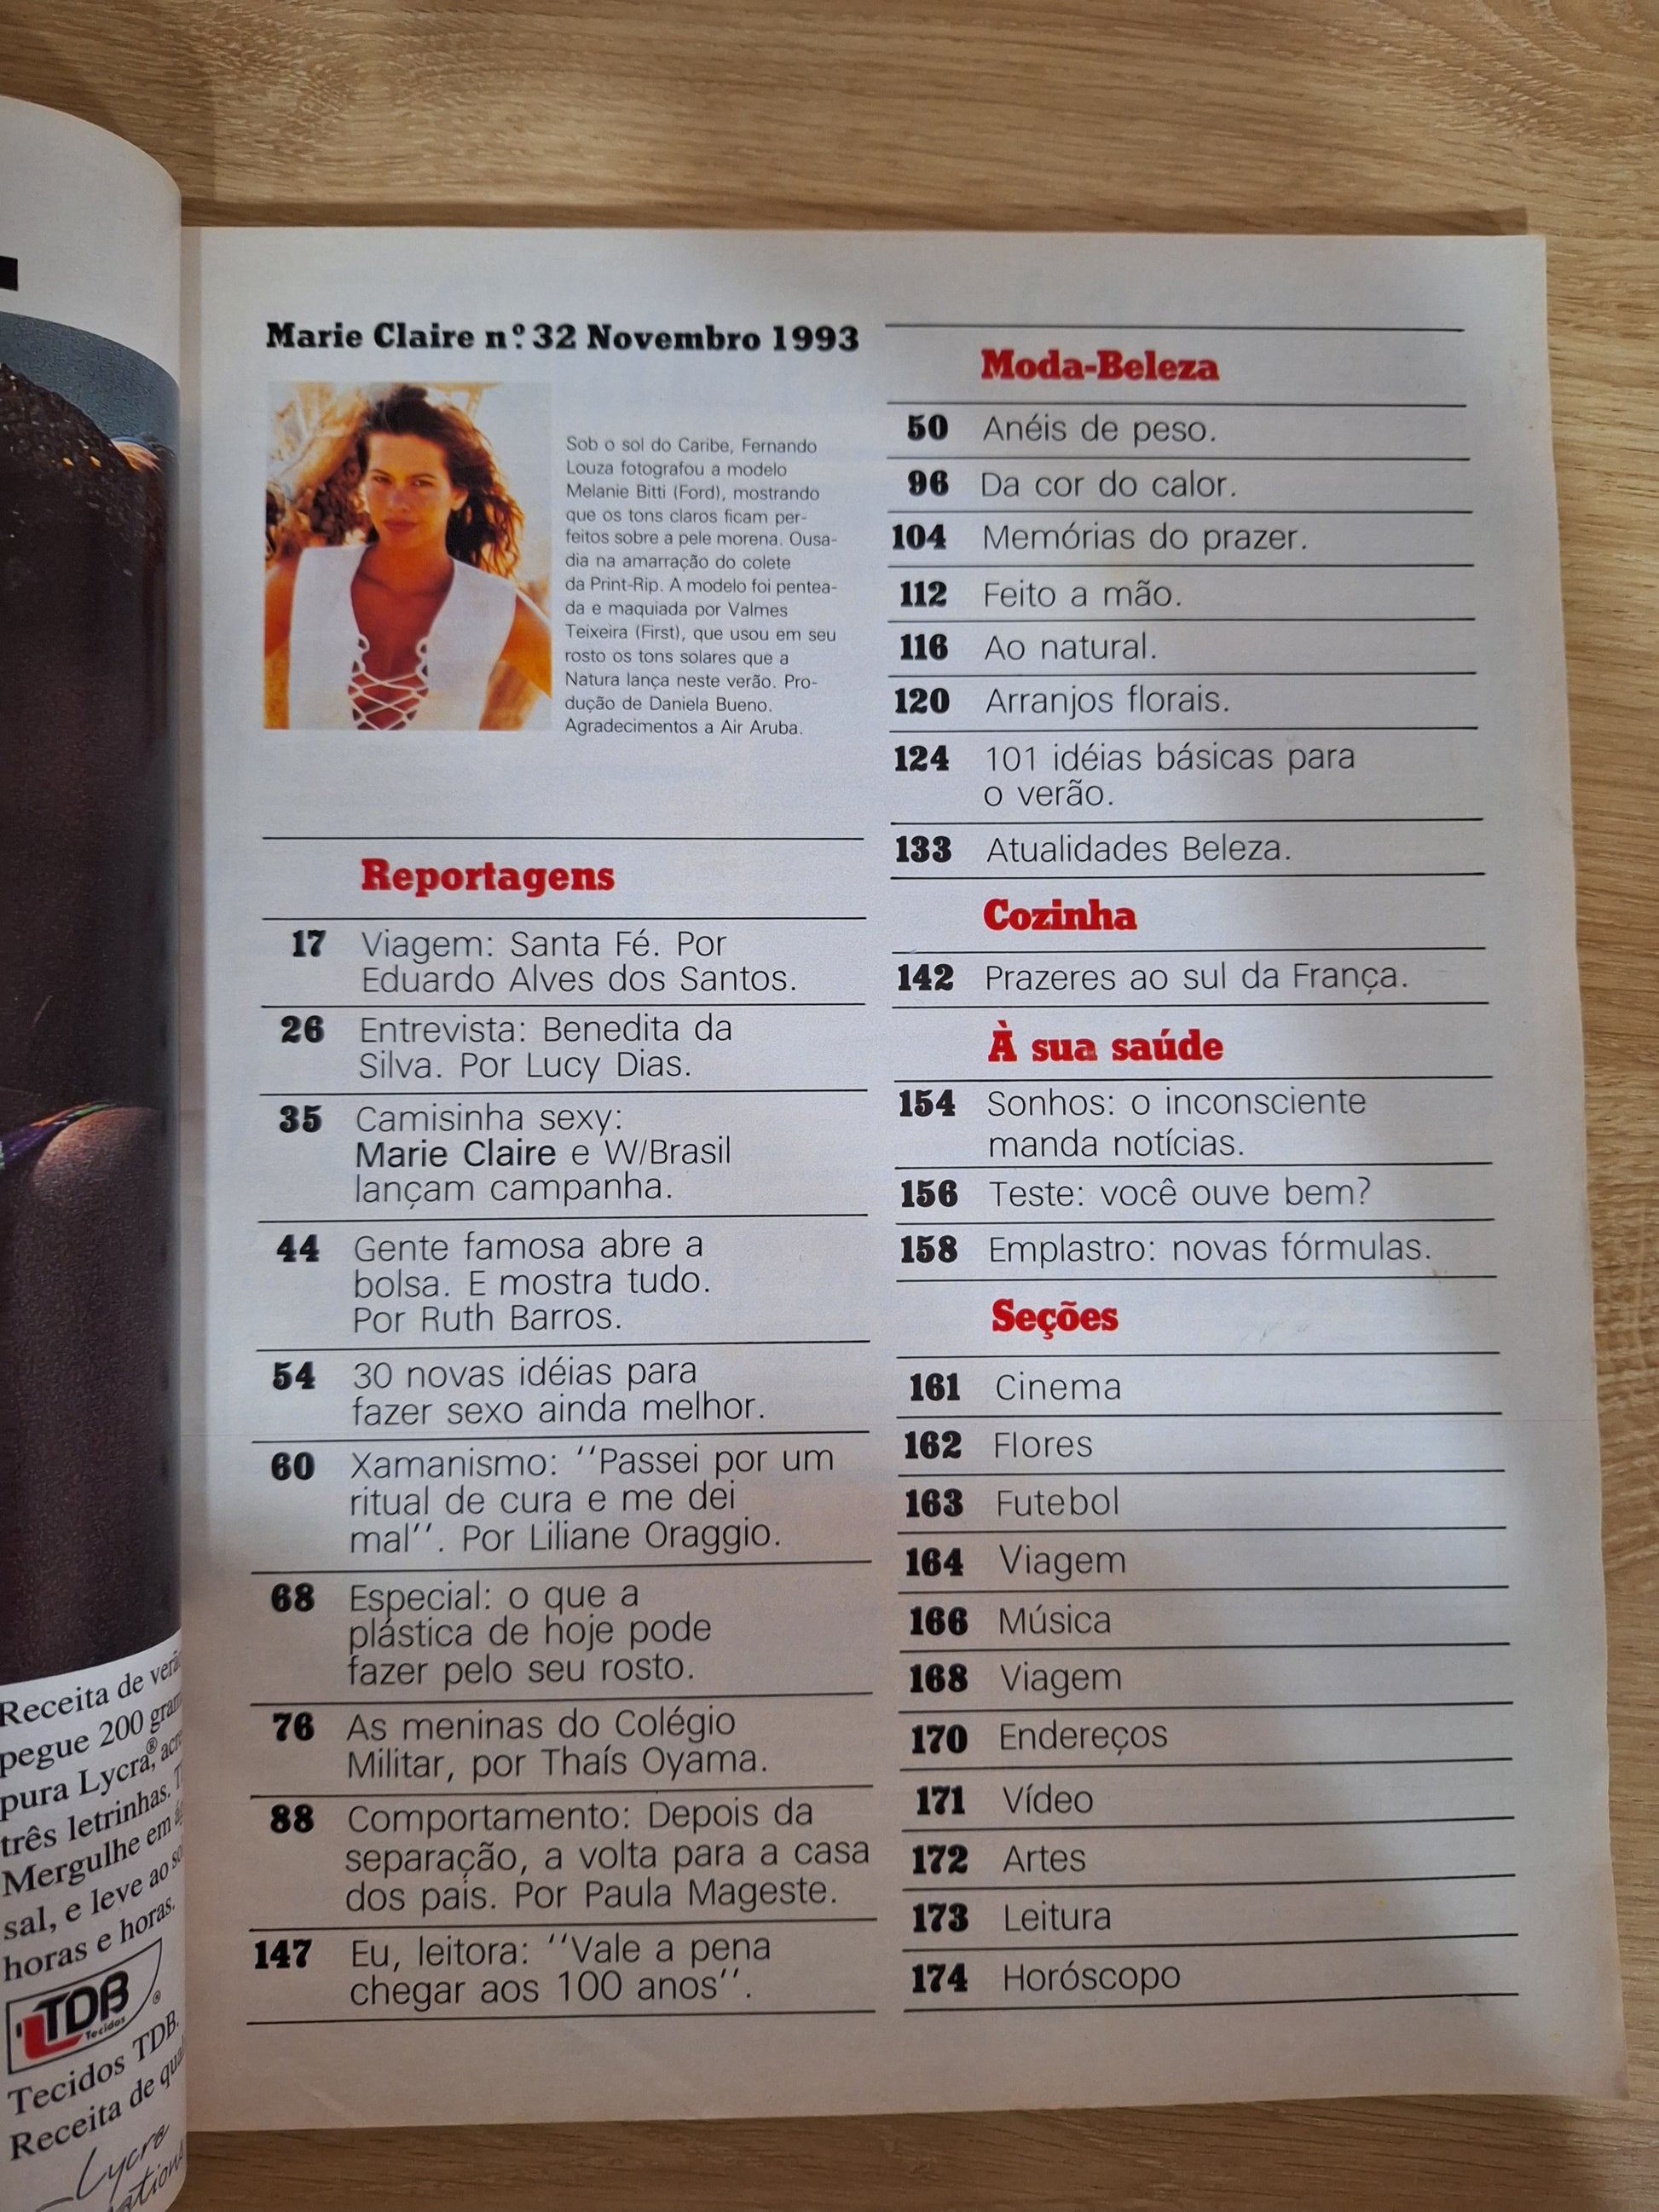 Marie Claire n.º 32 Novembro 1993
Sob o sol do Caribe, Fernando
Louza fotografou a modelo
Melanie Bitti (Ford), mostrando
que os tons claros ficam per-
feitos sobre a pele morena. Ousa-
dia na amarração do colete
da Print-Rip. A modelo foi pentea-
da e maquiada por Valmes
Teixeira (First), que usou em seu
rosto os tons solares que a
Natura lança neste verão. Pro-
dução de Daniela Bueno.
Agradecimentos a Air Aruba.
Reportagens
17 Viagem: Santa Fé. Por
Eduardo Alves dos Santos.
26 Entrevista: Benedita da
Silva. Por Lucy Dias.
35 Camisinha sexy:
Marie Claire e W/Brasil
lançam campanha.
44 Gente famosa abre a
bolsa. E mostra tudo.
Por Ruth Barros.
54 30 novas idéias para
fazer sexo ainda melhor.
60 Xamanismo: ''Passei por um
ritual de cura e me dei
mal''. Por Liliane Oraggio.
68 Especial: o que a
plástica de hoje pode
fazer pelo seu rosto.
76 As meninas do Colégio
Militar, por Thaís Oyama.
88 Comportamento: Depois da
separação, a volta para a casa
dos pais. Por Paula Mageste.
147 Eu, leitora: ''Vale a pena
chegar aos 100 anos''.
Moda-Beleza
50 Anéis de peso.
96 Da cor do calor.
104 Memórias do prazer.
112 Feito a mão.
116 Ao natural.
120 Arranjos florais.
124 101 idéias básicas para
o verão.
133 Atualidades Beleza.
Cozinha
142 Prazeres ao sul da França.
À sua saúde
154 Sonhos: o inconsciente
manda notícias.
156 Teste: você ouve bem?
158 Emplastro: novas fórmulas.
Seções
161 Cinema
162 Flores
163 Futebol
164 Viagem
166 Música
168 Viagem
170 Endereços
171 Vídeo
172 Artes
173 Leitura
174 Horóscopo
Receita de
pegue 200
pura Lycra,®
três letrinhas.
Mergulhe em
sal, e leve ao
horas e horas.
TDB
Tecidos
®
Tecidos TDB.
Receita de
Lycra